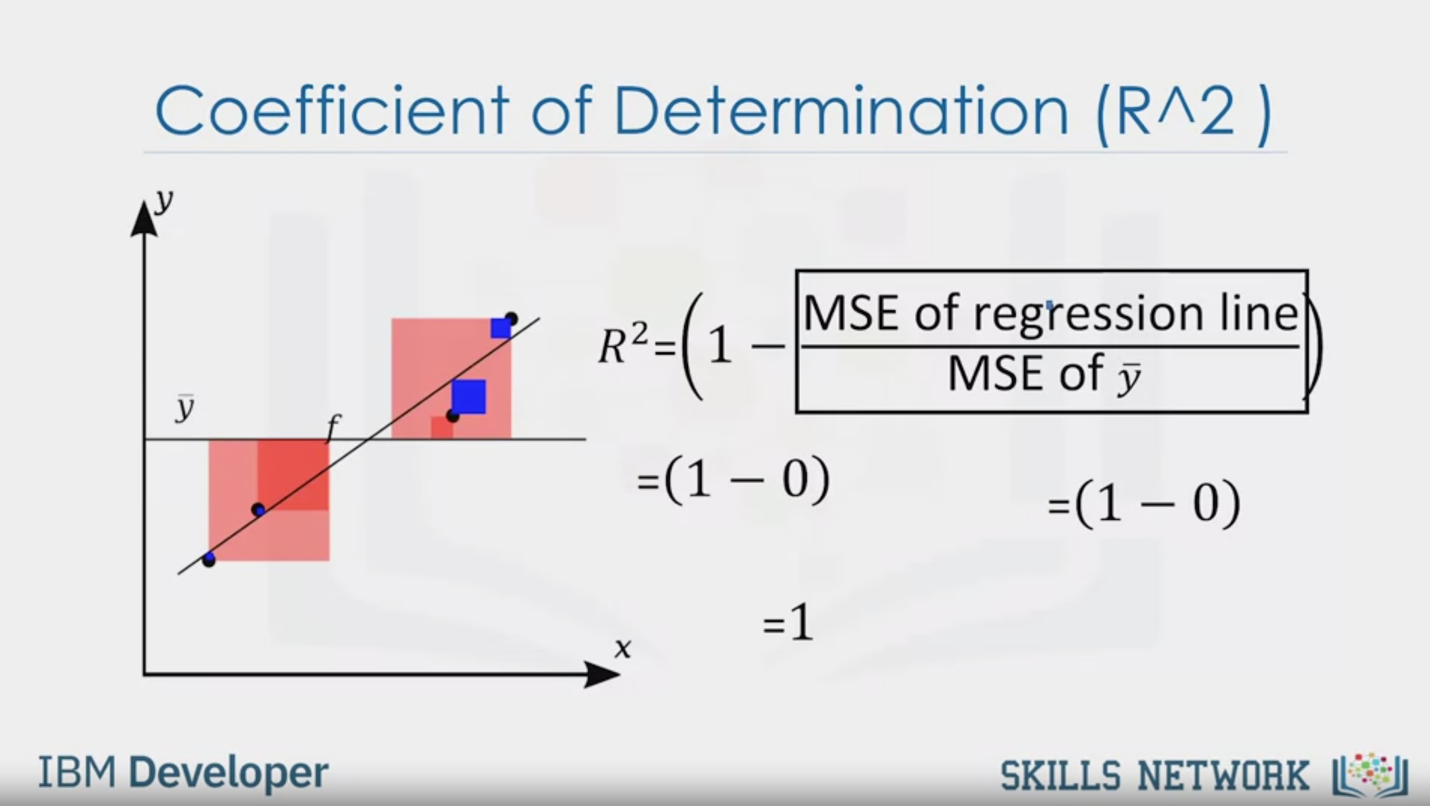 Coefficient of Determination (R^2 )
y
ȳ
f
x
R²=(1 − MSE of regression line
MSE of ȳ)
=(1 − 0)
=(1 − 0)
=1
IBM Developer
SKILLS NETWORK